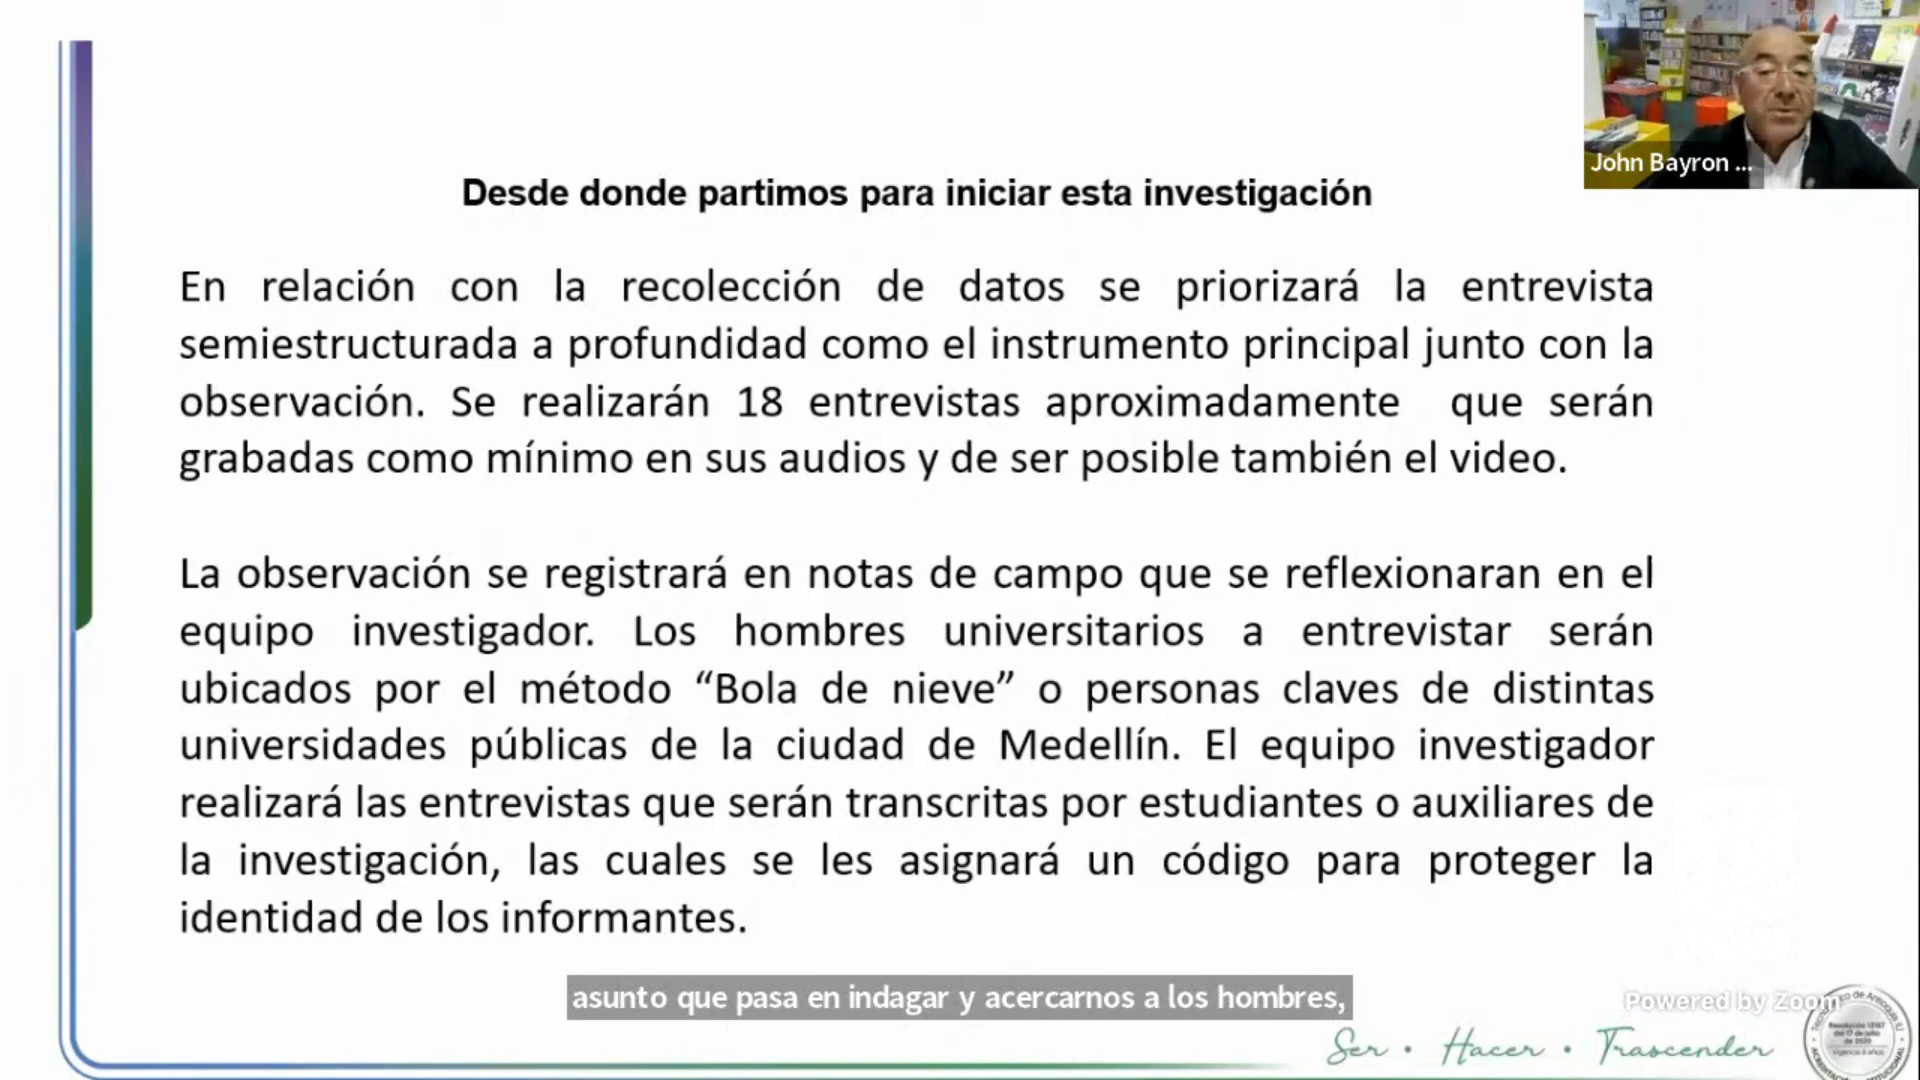 John Bayron ...
Desde donde partimos para iniciar esta investigación
En relación con la recolección de datos se priorizará la entrevista
semiestructurada a profundidad como el instrumento principal junto con la
observación. Se realizarán 18 entrevistas aproximadamente que serán
grabadas como mínimo en sus audios y de ser posible también el video.
La observación se registrará en notas de campo que se reflexionaran en el
equipo investigador. Los hombres universitarios a entrevistar serán
ubicados por el método “Bola de nieve” o personas claves de distintas
universidades públicas de la ciudad de Medellín. El equipo investigador
realizará las entrevistas que serán transcritas por estudiantes o auxiliares de
la investigación, las cuales se les asignará un código para proteger la
identidad de los informantes.
asunto que pasa en indagar y acercarnos a los hombres,
Powered by Zoom
Ser • Hacer • Trascender